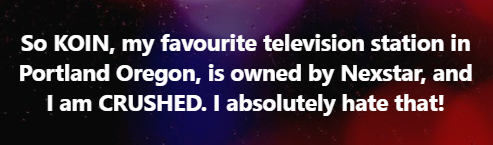 So KOIN, my favourite television station in
Portland Oregon, is owned by Nexstar, and
I am CRUSHED. I absolutely hate that!